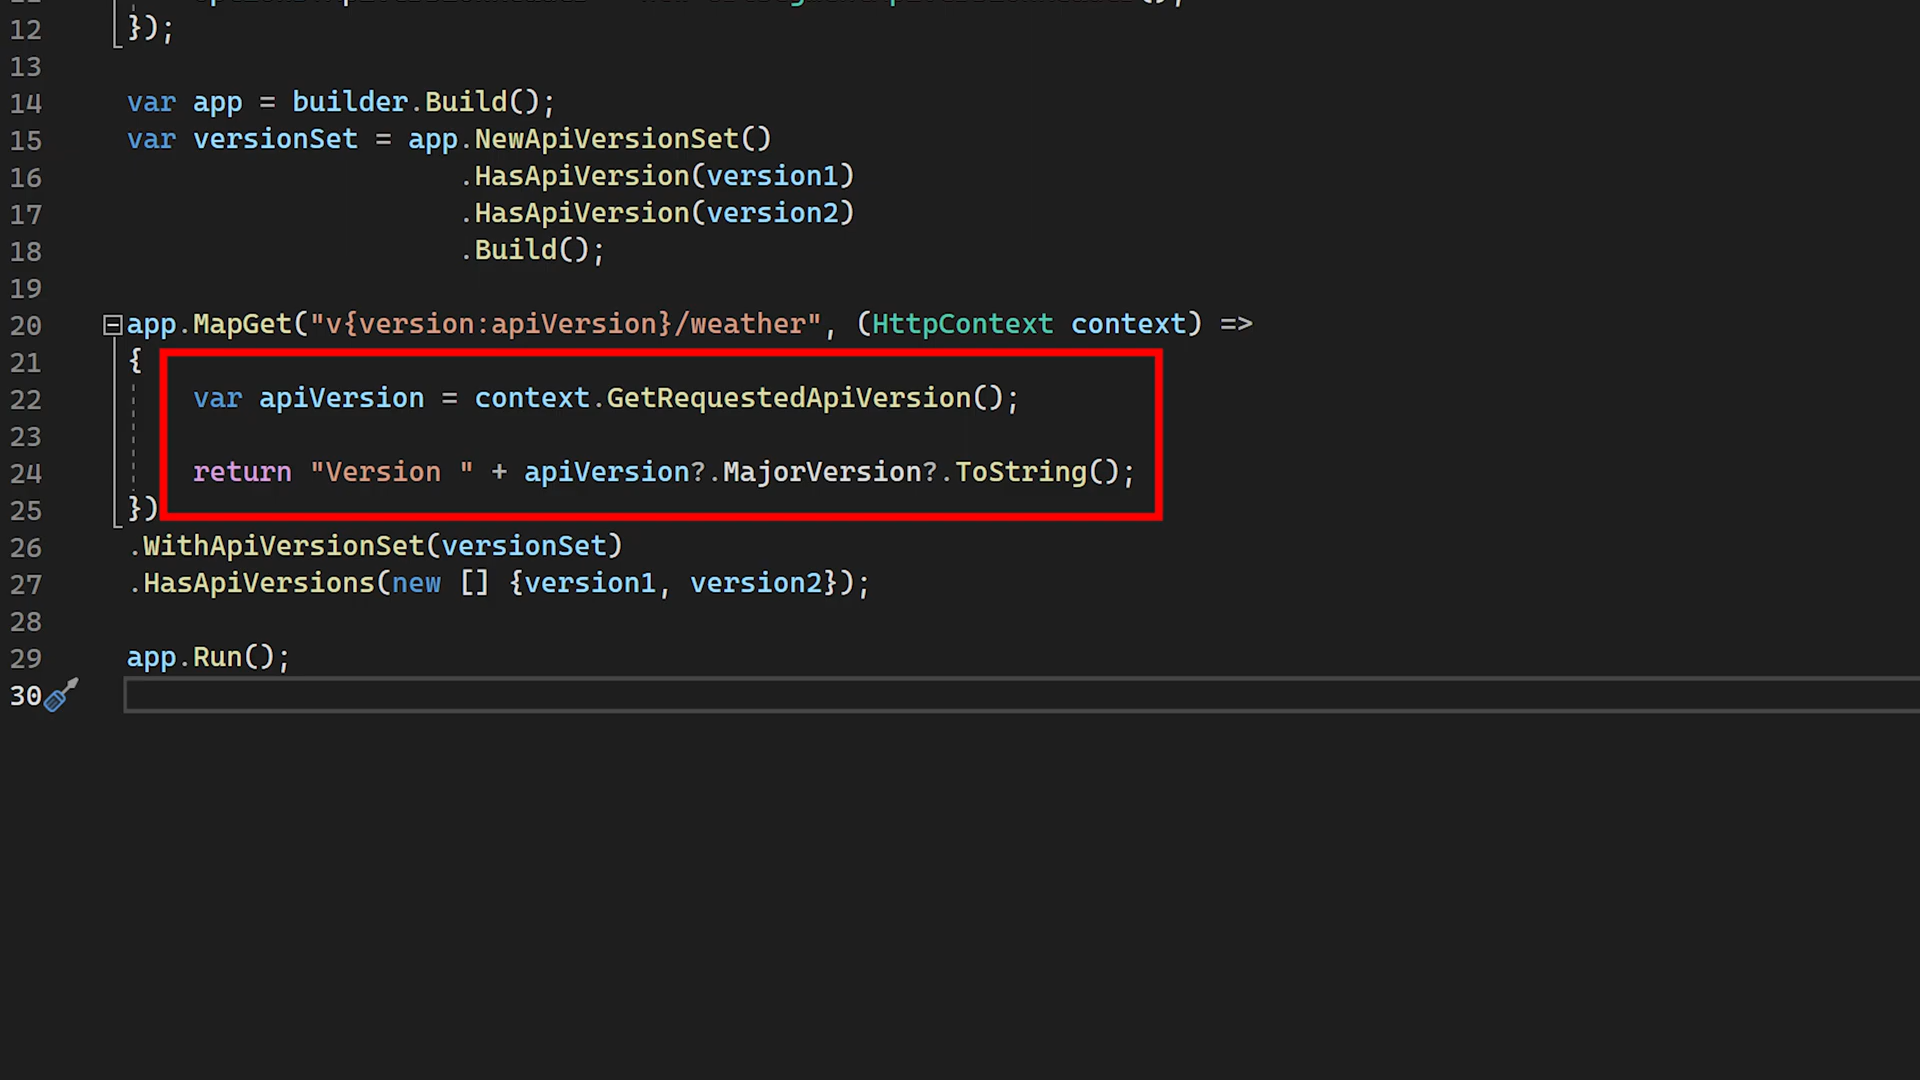 12 });
13
14 var app = builder.Build();
15 var versionSet = app.NewApiVersionSet()
16 .HasApiVersion(version1)
17 .HasApiVersion(version2)
18 .Build();
19
20 app.MapGet("v{version:apiVersion}/weather", (HttpContext context) =>
21 {
22 var apiVersion = context.GetRequestedApiVersion();
23
24 return "Version " + apiVersion?.MajorVersion?.ToString();
25 })
26 .WithApiVersionSet(versionSet)
27 .HasApiVersions(new [] {version1, version2});
28
29 app.Run();
30